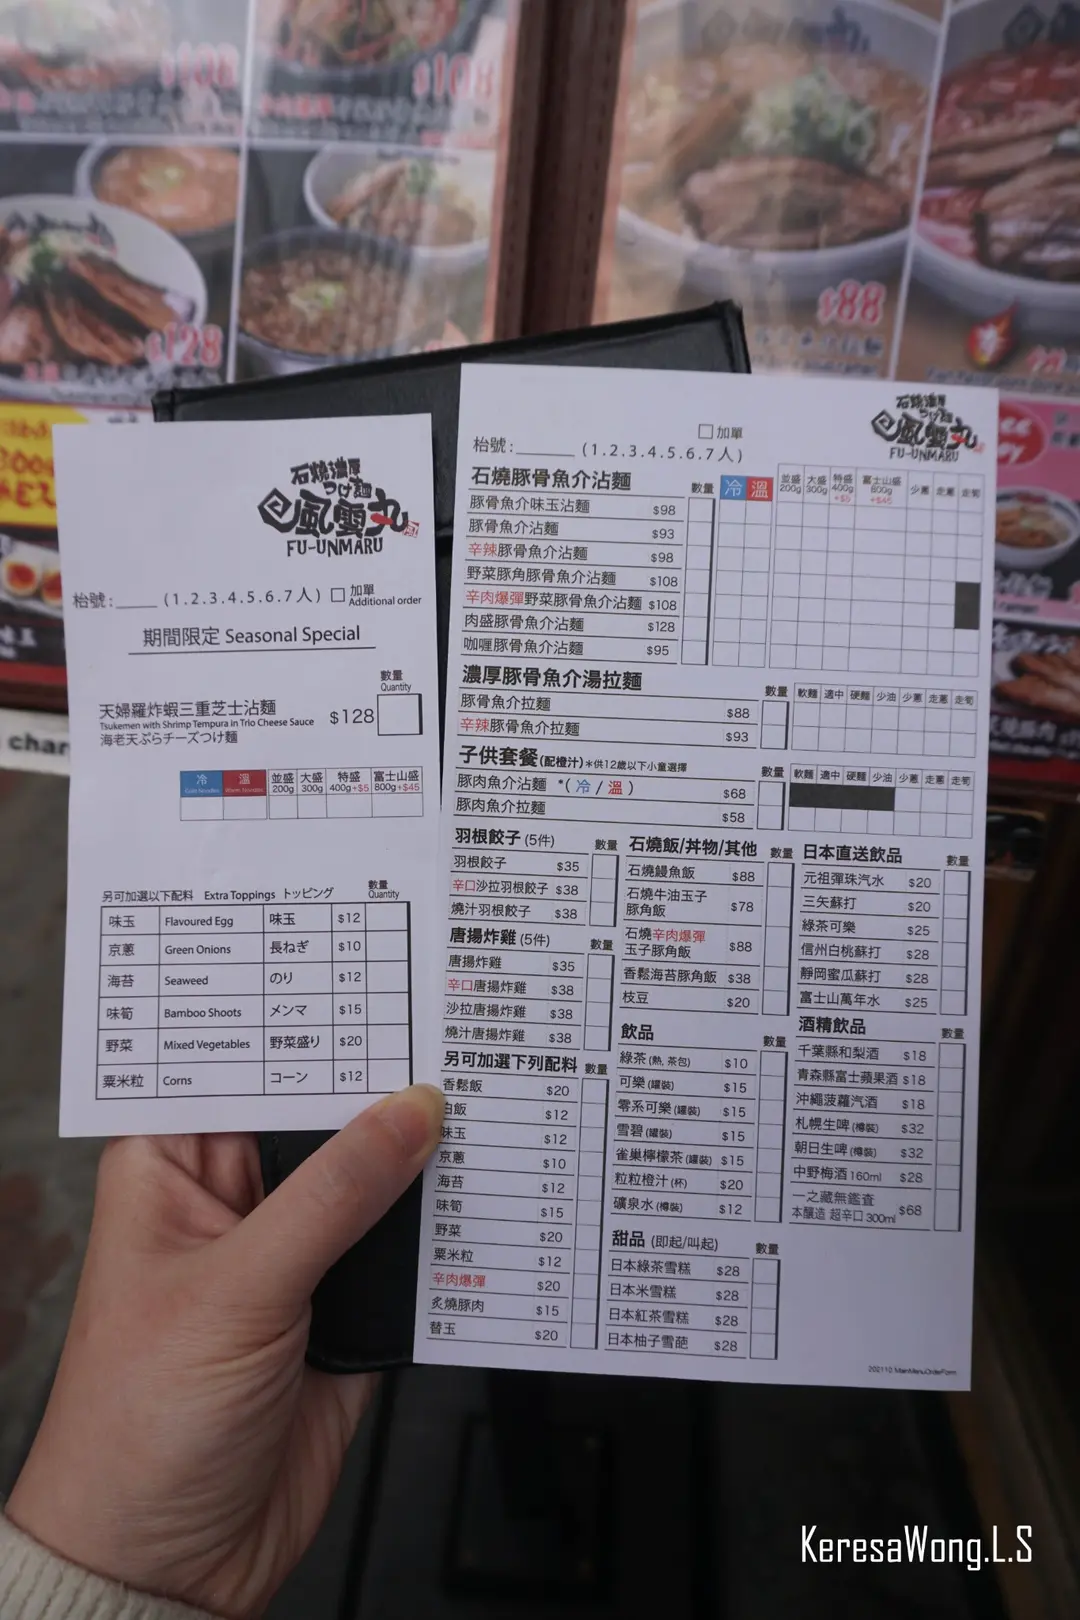 $108
$108
$128
$88
石燒濃厚
つけ麺
風雲丸
FU-UNMARU
枱號:____ (1.2.3.4.5.6.7人) □ 加單 Additional order
期間限定 Seasonal Special
數量
Quantity
天婦羅炸蝦三重芝士沾麵
Tsukemen with Shrimp Tempura in Trio Cheese Sauce $128
海老天ぷらチーズつけ麵
冷 温 並盛 大盛 特盛 富士山盛
Cold Noodles Warm Noodles 200g 300g 400g+$5 800g+$45
另可加選以下配料 Extra Toppings トッピング 數量 Quantity
味玉 Flavoured Egg 味玉 $12
京蔥 Green Onions 長ねぎ $10
海苔 Seaweed のり $12
味筍 Bamboo Shoots メンマ $15
野菜 Mixed Vegetables 野菜盛り $20
粟米粒 Corns コーン $12
石燒濃厚
つけ麺
風雲丸
FU-UNMARU
□ 加單
枱號:______ (1.2.3.4.5.6.7人)
石燒豚骨魚介沾麵 數量 冷 温 並盛 200g 大盛 300g 特盛 400g +$5 富士山盛 800g +$45 少蔥 走蔥 走筍
豚骨魚介味玉沾麵 $98
豚骨魚介沾麵 $93
辛辣豚骨魚介沾麵 $98
野菜豚角豚骨魚介沾麵 $108
辛肉爆彈野菜豚骨魚介沾麵 $108
肉盛豚骨魚介沾麵 $128
咖喱豚骨魚介沾麵 $95
濃厚豚骨魚介湯拉麵 數量 軟麵 適中 硬麵 少油 少蔥 走蔥 走筍
豚骨魚介拉麵 $88
辛辣豚骨魚介拉麵 $93
子供套餐(配橙汁) *供12歲以下小童選擇 數量 軟麵 適中 硬麵 少油 少蔥 走蔥 走筍
豚肉魚介沾麵 *(冷/温) $68
豚肉魚介拉麵 $58
羽根餃子 (5件) 數量
羽根餃子 $35
辛口沙拉羽根餃子 $38
燒汁羽根餃子 $38
唐揚炸雞 (5件) 數量
唐揚炸雞 $35
辛口唐揚炸雞 $38
沙拉唐揚炸雞 $38
燒汁唐揚炸雞 $38
另可加選下列配料 數量
香鬆飯 $20
白飯 $12
味玉 $12
京蔥 $10
海苔 $12
味筍 $15
野菜 $20
粟米粒 $12
辛肉爆彈 $20
炙燒豚肉 $15
替玉 $20
石燒飯/丼物/其他 數量
石燒鰻魚飯 $88
石燒牛油玉子
豚角飯 $78
石燒辛肉爆彈
玉子豚角飯 $88
香鬆海苔豚角飯 $38
枝豆 $20
飲品 數量
綠茶 (熱, 茶包) $10
可樂 (罐裝) $15
零系可樂 (罐裝) $15
雪碧 (罐裝) $15
雀巢檸檬茶 (罐裝) $15
粒粒橙汁 (杯) $20
礦泉水 (樽裝) $12
甜品 (即起/叫起) 數量
日本綠茶雪糕 $28
日本米雪糕 $28
日本紅茶雪糕 $28
日本柚子雪葩 $28
日本直送飲品 數量
元祖彈珠汽水 $20
三矢蘇打 $20
綠茶可樂 $25
信州白桃蘇打 $28
靜岡蜜瓜蘇打 $28
富士山萬年水 $25
酒精飲品 數量
千葉縣和梨酒 $18
青森縣富士蘋果酒 $18
沖繩菠蘿汽酒 $18
札幌生啤 (樽裝) $32
朝日生啤 (樽裝) $32
中野梅酒 160ml $28
一之藏無鑑査
本釀造 超辛口 300ml $68
202110.MainMenuOrderForm
KeresaWong.L.S